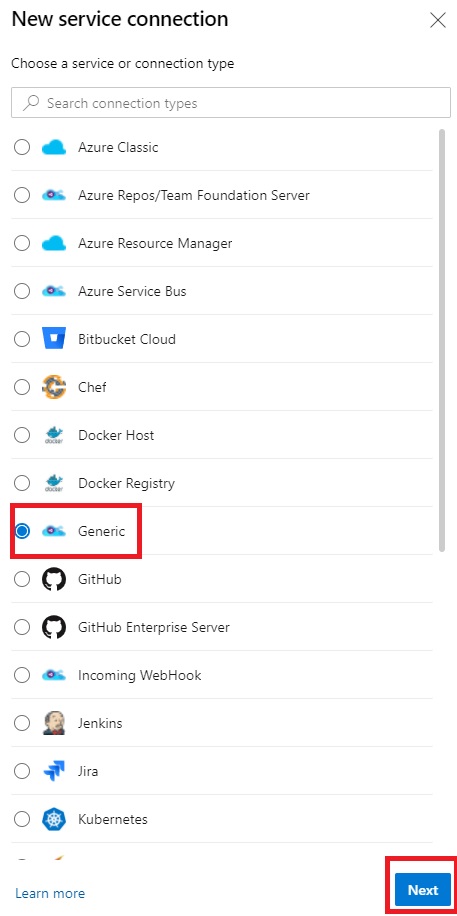 New service connection
Choose a service or connection type
Search connection types
Azure Classic
Azure Repos/Team Foundation Server
Azure Resource Manager
Azure Service Bus
Bitbucket Cloud
Chef
Docker Host
Docker Registry
Generic
GitHub
GitHub Enterprise Server
Incoming WebHook
Jenkins
Jira
Kubernetes
Learn more
Next